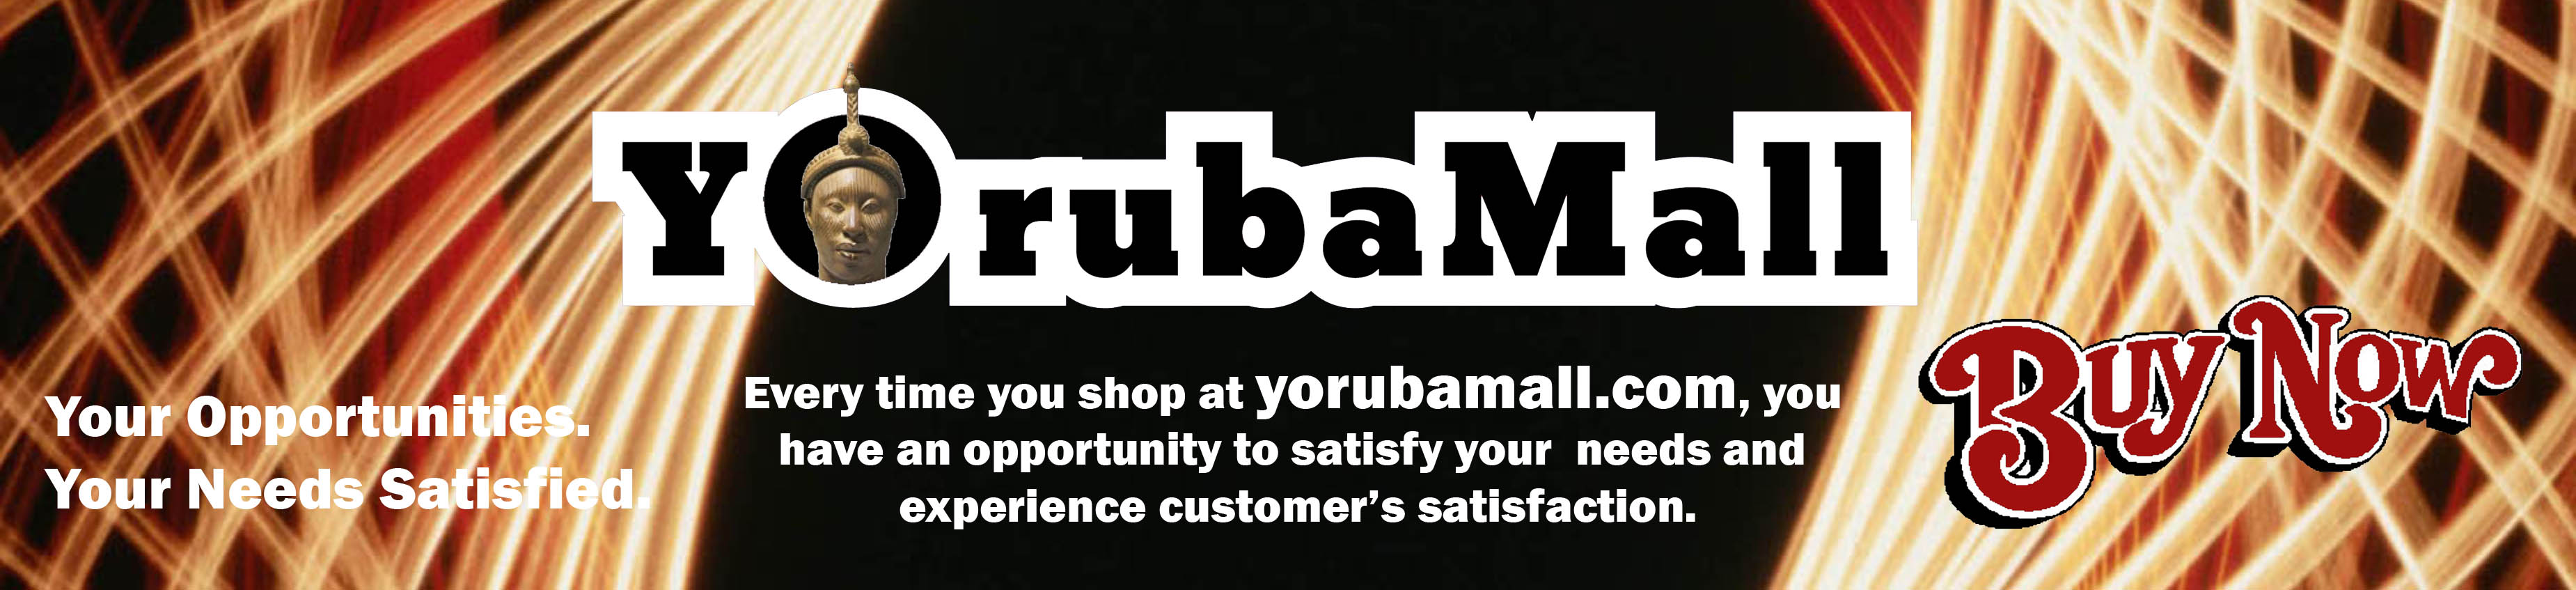 YOrubaMall
Your Opportunities.
Your Needs Satisfied.
Every time you shop at yorubamall.com, you
have an opportunity to satisfy your needs and
experience customer’s satisfaction.
Buy Now